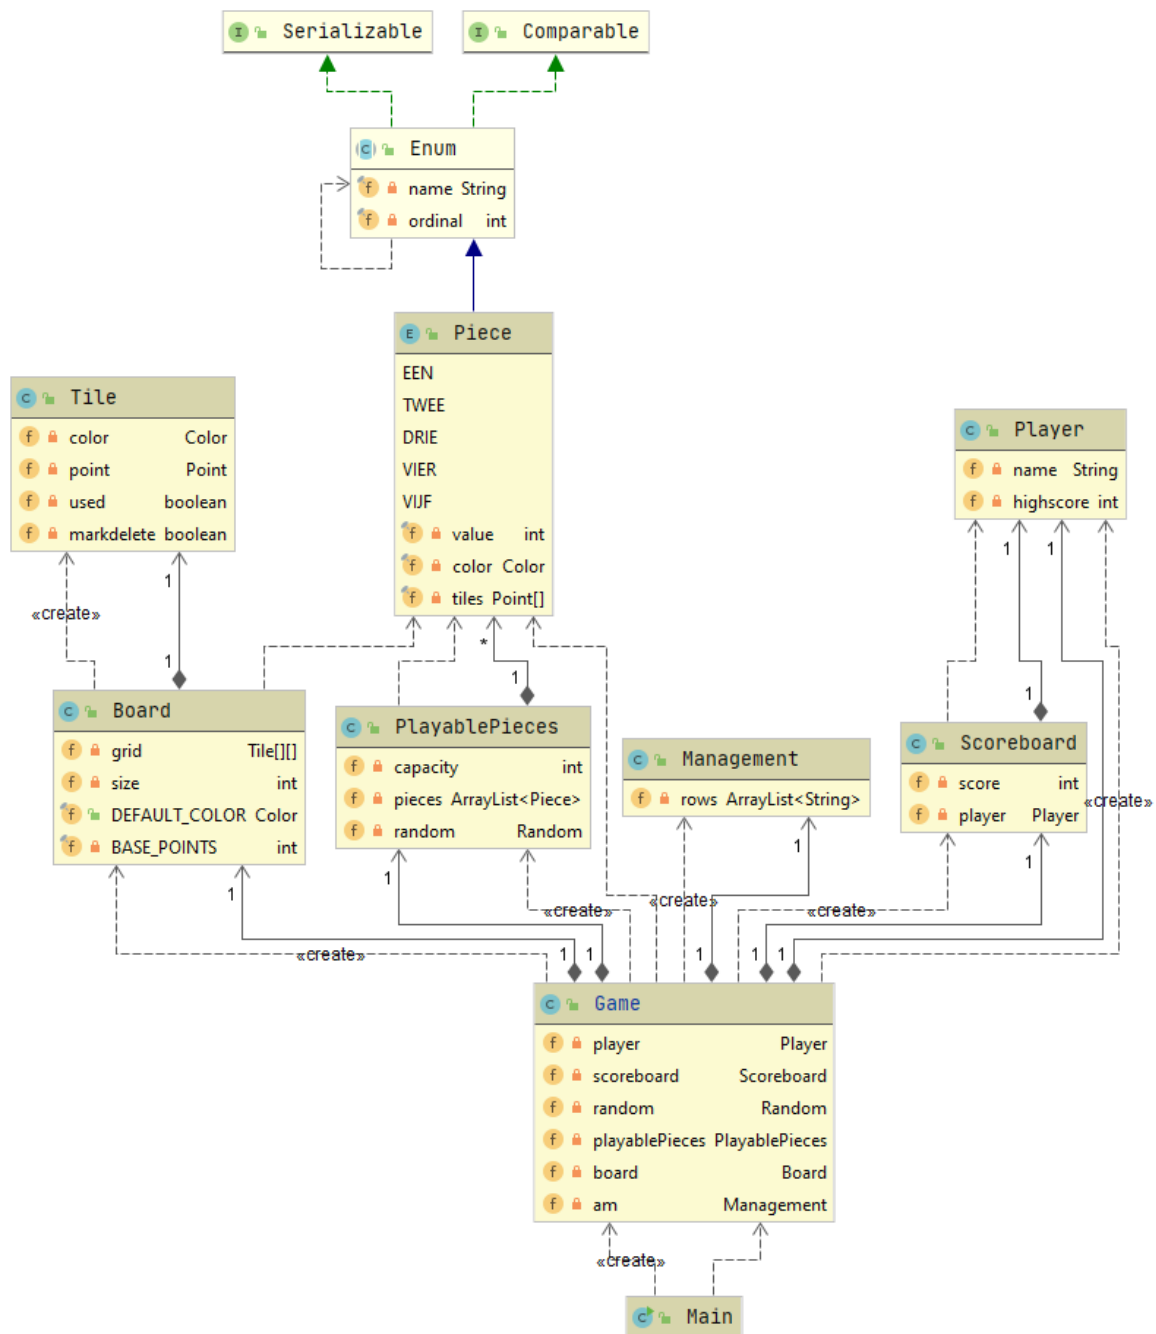 Serializable
Comparable
Enum
name String
ordinal int
Piece
EEN
TWEE
DRIE
VIER
VIJF
value int
color Color
tiles Point[]
Tile
color Color
point Point
used boolean
markdelete boolean
Player
name String
highscore int
1
1
1
«create»
*
1
1
1
Board
grid Tile[][]
size int
DEFAULT_COLOR Color
BASE_POINTS int
PlayablePieces
capacity int
pieces ArrayList<Piece>
random Random
Management
rows ArrayList<String>
Scoreboard
score int
player Player
«create»
1
1
1
1
«create»
«create»
«create»
«create»
1
1
1
1
1
Game
player Player
scoreboard Scoreboard
random Random
playablePieces PlayablePieces
board Board
am Management
«create»
Main